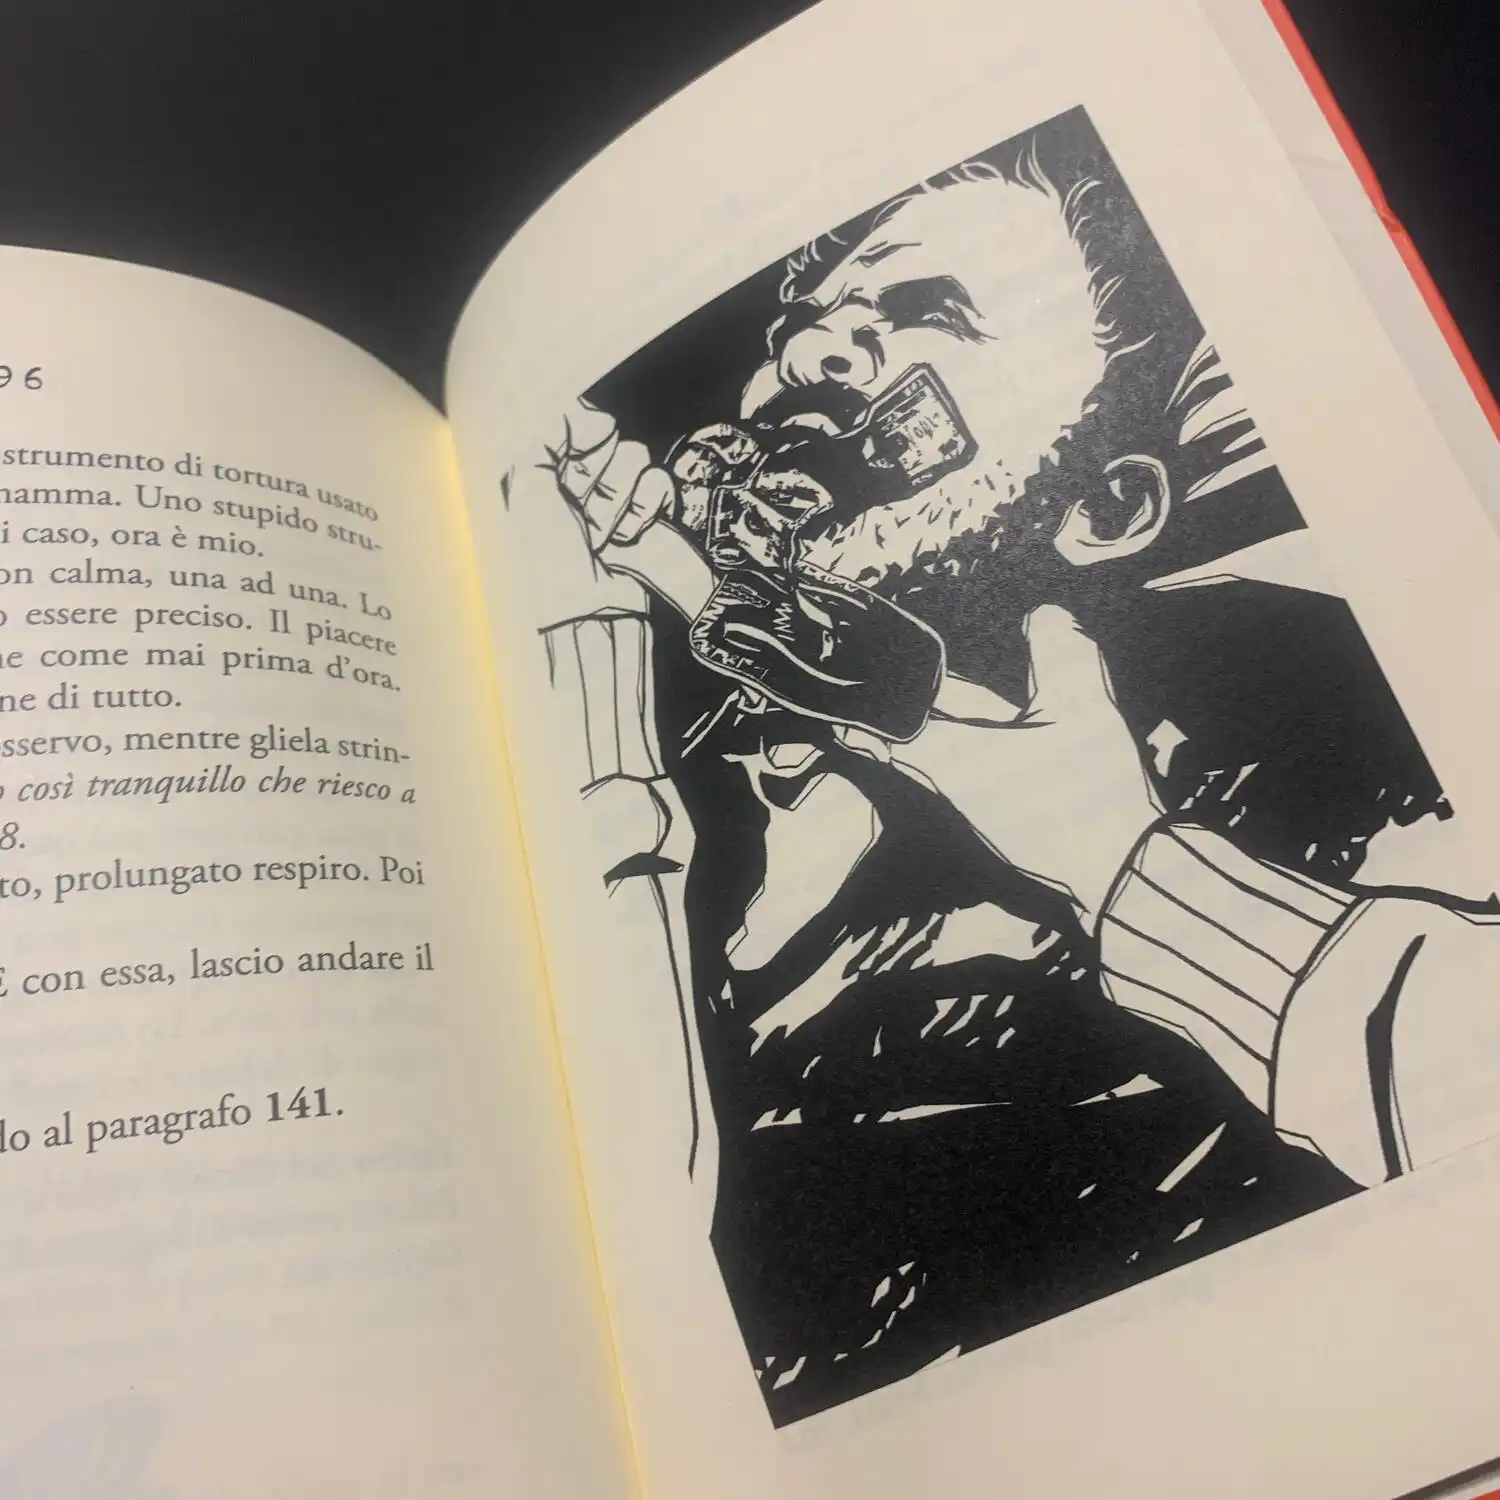 96
strumento di tortura usato
mamma. Uno stupido stru-
i caso, ora è mio.
on calma, una ad una. Lo
o essere preciso. Il piacere
ne come mai prima d'ora.
ne di tutto.
sservo, mentre gliela strin-
o così tranquillo che riesco a
8.
to, prolungato respiro. Poi
E con essa, lascio andare il
do al paragrafo 141.